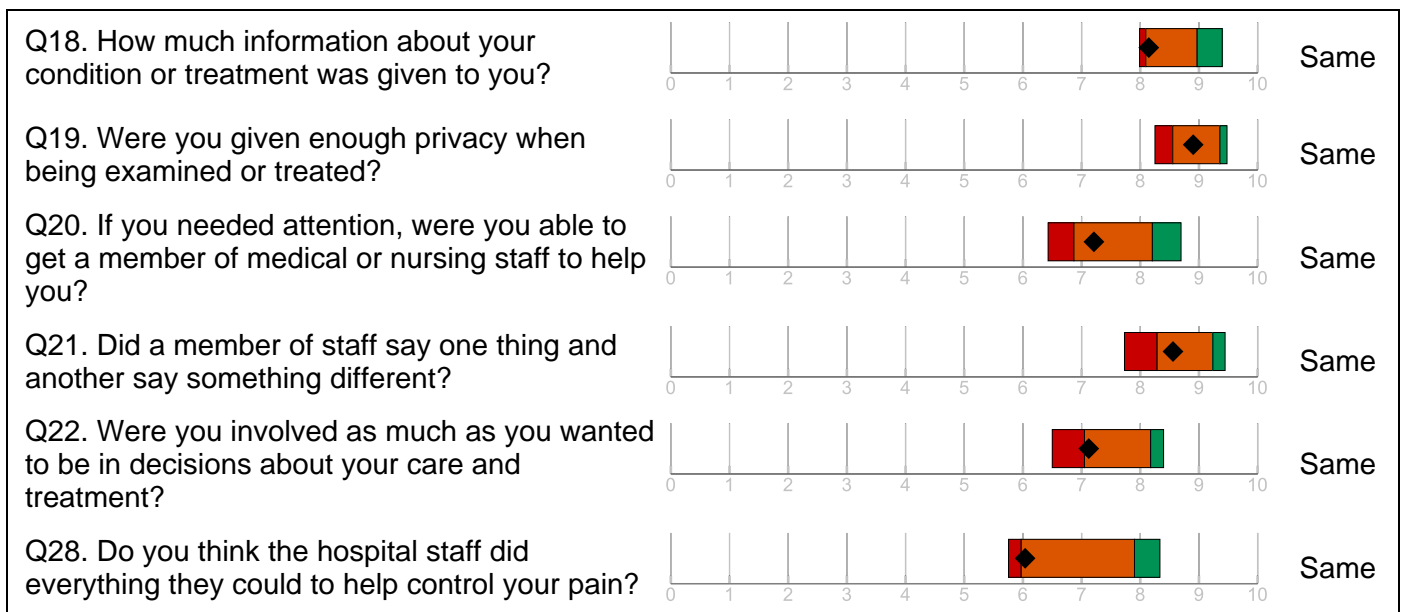 Q18. How much information about your
condition or treatment was given to you?
Same
0 1 2 3 4 5 6 7 8 9 10
Q19. Were you given enough privacy when
being examined or treated?
Same
0 1 2 3 4 5 6 7 8 9 10
Q20. If you needed attention, were you able to
get a member of medical or nursing staff to help
you?
Same
0 1 2 3 4 5 6 7 8 9 10
Q21. Did a member of staff say one thing and
another say something different?
Same
0 1 2 3 4 5 6 7 8 9 10
Q22. Were you involved as much as you wanted
to be in decisions about your care and
treatment?
Same
0 1 2 3 4 5 6 7 8 9 10
Q28. Do you think the hospital staff did
everything they could to help control your pain?
Same
0 1 2 3 4 5 6 7 8 9 10